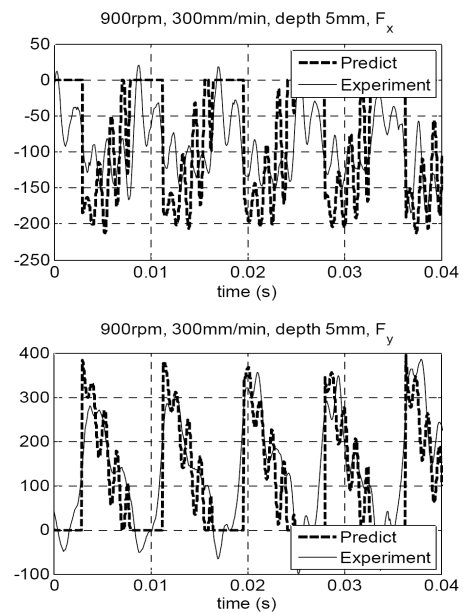 900rpm, 300mm/min, depth 5mm, Fx
50
0
-50
-100
-150
-200
-250
Predict
Experiment
0 0.01 0.02 0.03 0.04
time (s)
900rpm, 300mm/min, depth 5mm, Fy
400
300
200
100
0
-100
Predict
Experiment
0 0.01 0.02 0.03 0.04
time (s)